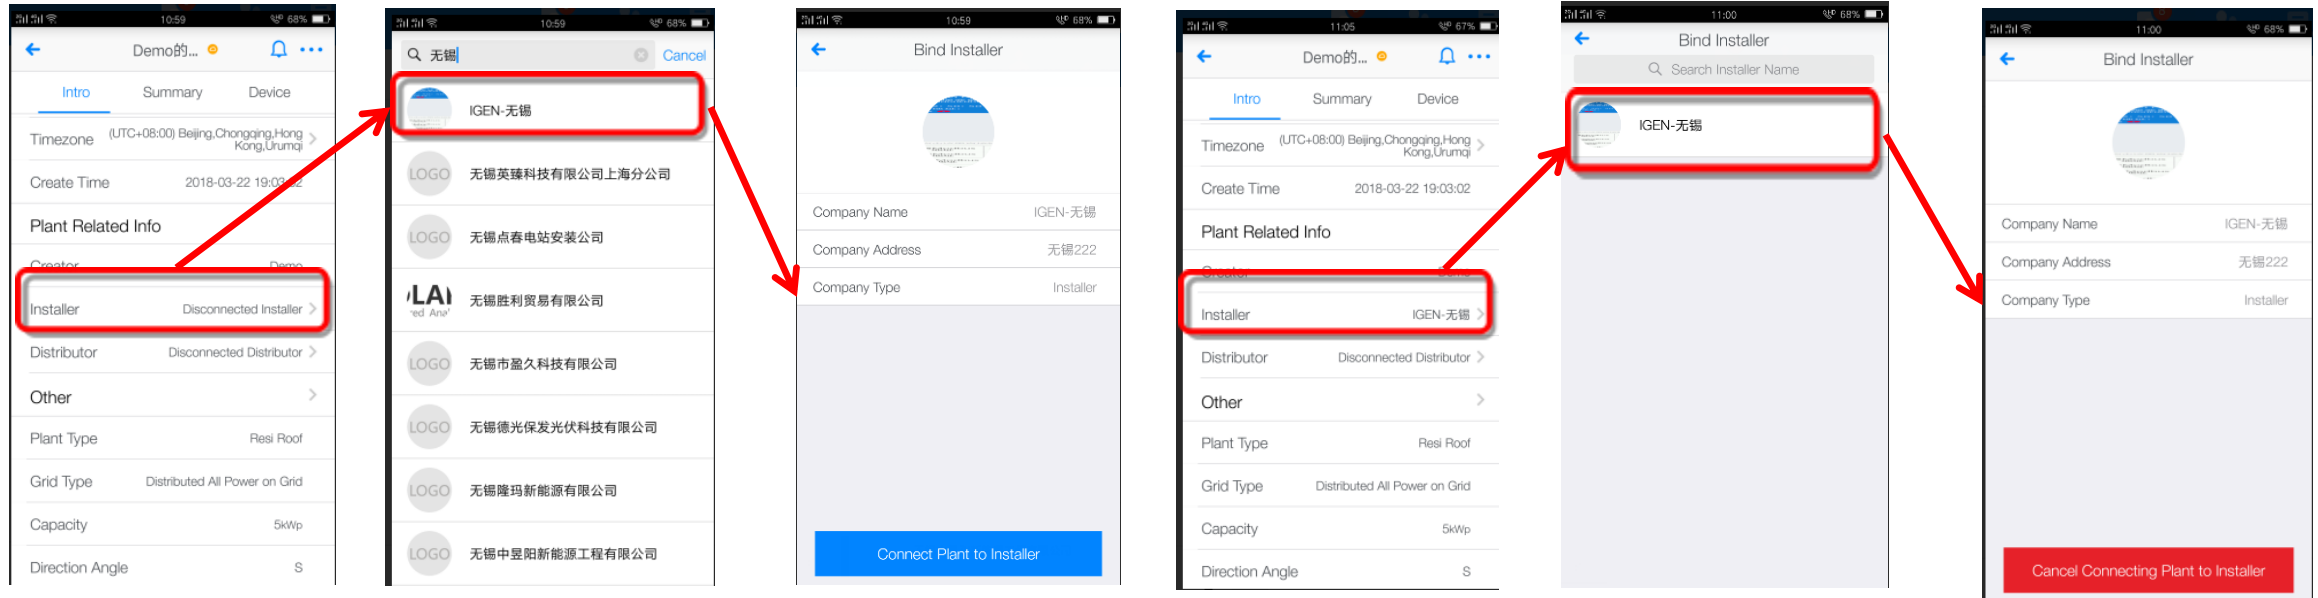 10:59
68%
Demo的...
Intro
Summary
Device
Timezone
(UTC+08:00) Beijing,Chongqing,Hong
Kong,Urumqi
Create Time
2018-03-22 19:03:02
Plant Related Info
Creator
Demo
Installer
Disconnected Installer
Distributor
Disconnected Distributor
Other
Plant Type
Resi Roof
Grid Type
Distributed All Power on Grid
Capacity
5kWp
Direction Angle
S
10:59
68%
无锡
Cancel
IGEN-无锡
LOGO
无锡英臻科技有限公司上海分公司
LOGO
无锡点春电站安装公司
LAI
red Ana
无锡胜利贸易有限公司
LOGO
无锡市盈久科技有限公司
LOGO
无锡德光保发光伏科技有限公司
LOGO
无锡隆玛新能源有限公司
LOGO
无锡中昱阳新能源工程有限公司
10:59
68%
Bind Installer
Company Name
IGEN-无锡
Company Address
无锡222
Company Type
Installer
Connect Plant to Installer
11:05
67%
Demo的...
Intro
Summary
Device
Timezone
(UTC+08:00) Beijing,Chongqing,Hong
Kong,Urumqi
Create Time
2018-03-22 19:03:02
Plant Related Info
Creator
Demo
Installer
IGEN-无锡
Distributor
Disconnected Distributor
Other
Plant Type
Resi Roof
Grid Type
Distributed All Power on Grid
Capacity
5kWp
Direction Angle
S
11:00
68%
Bind Installer
Search Installer Name
IGEN-无锡
11:00
68%
Bind Installer
Company Name
IGEN-无锡
Company Address
无锡222
Company Type
Installer
Cancel Connecting Plant to Installer